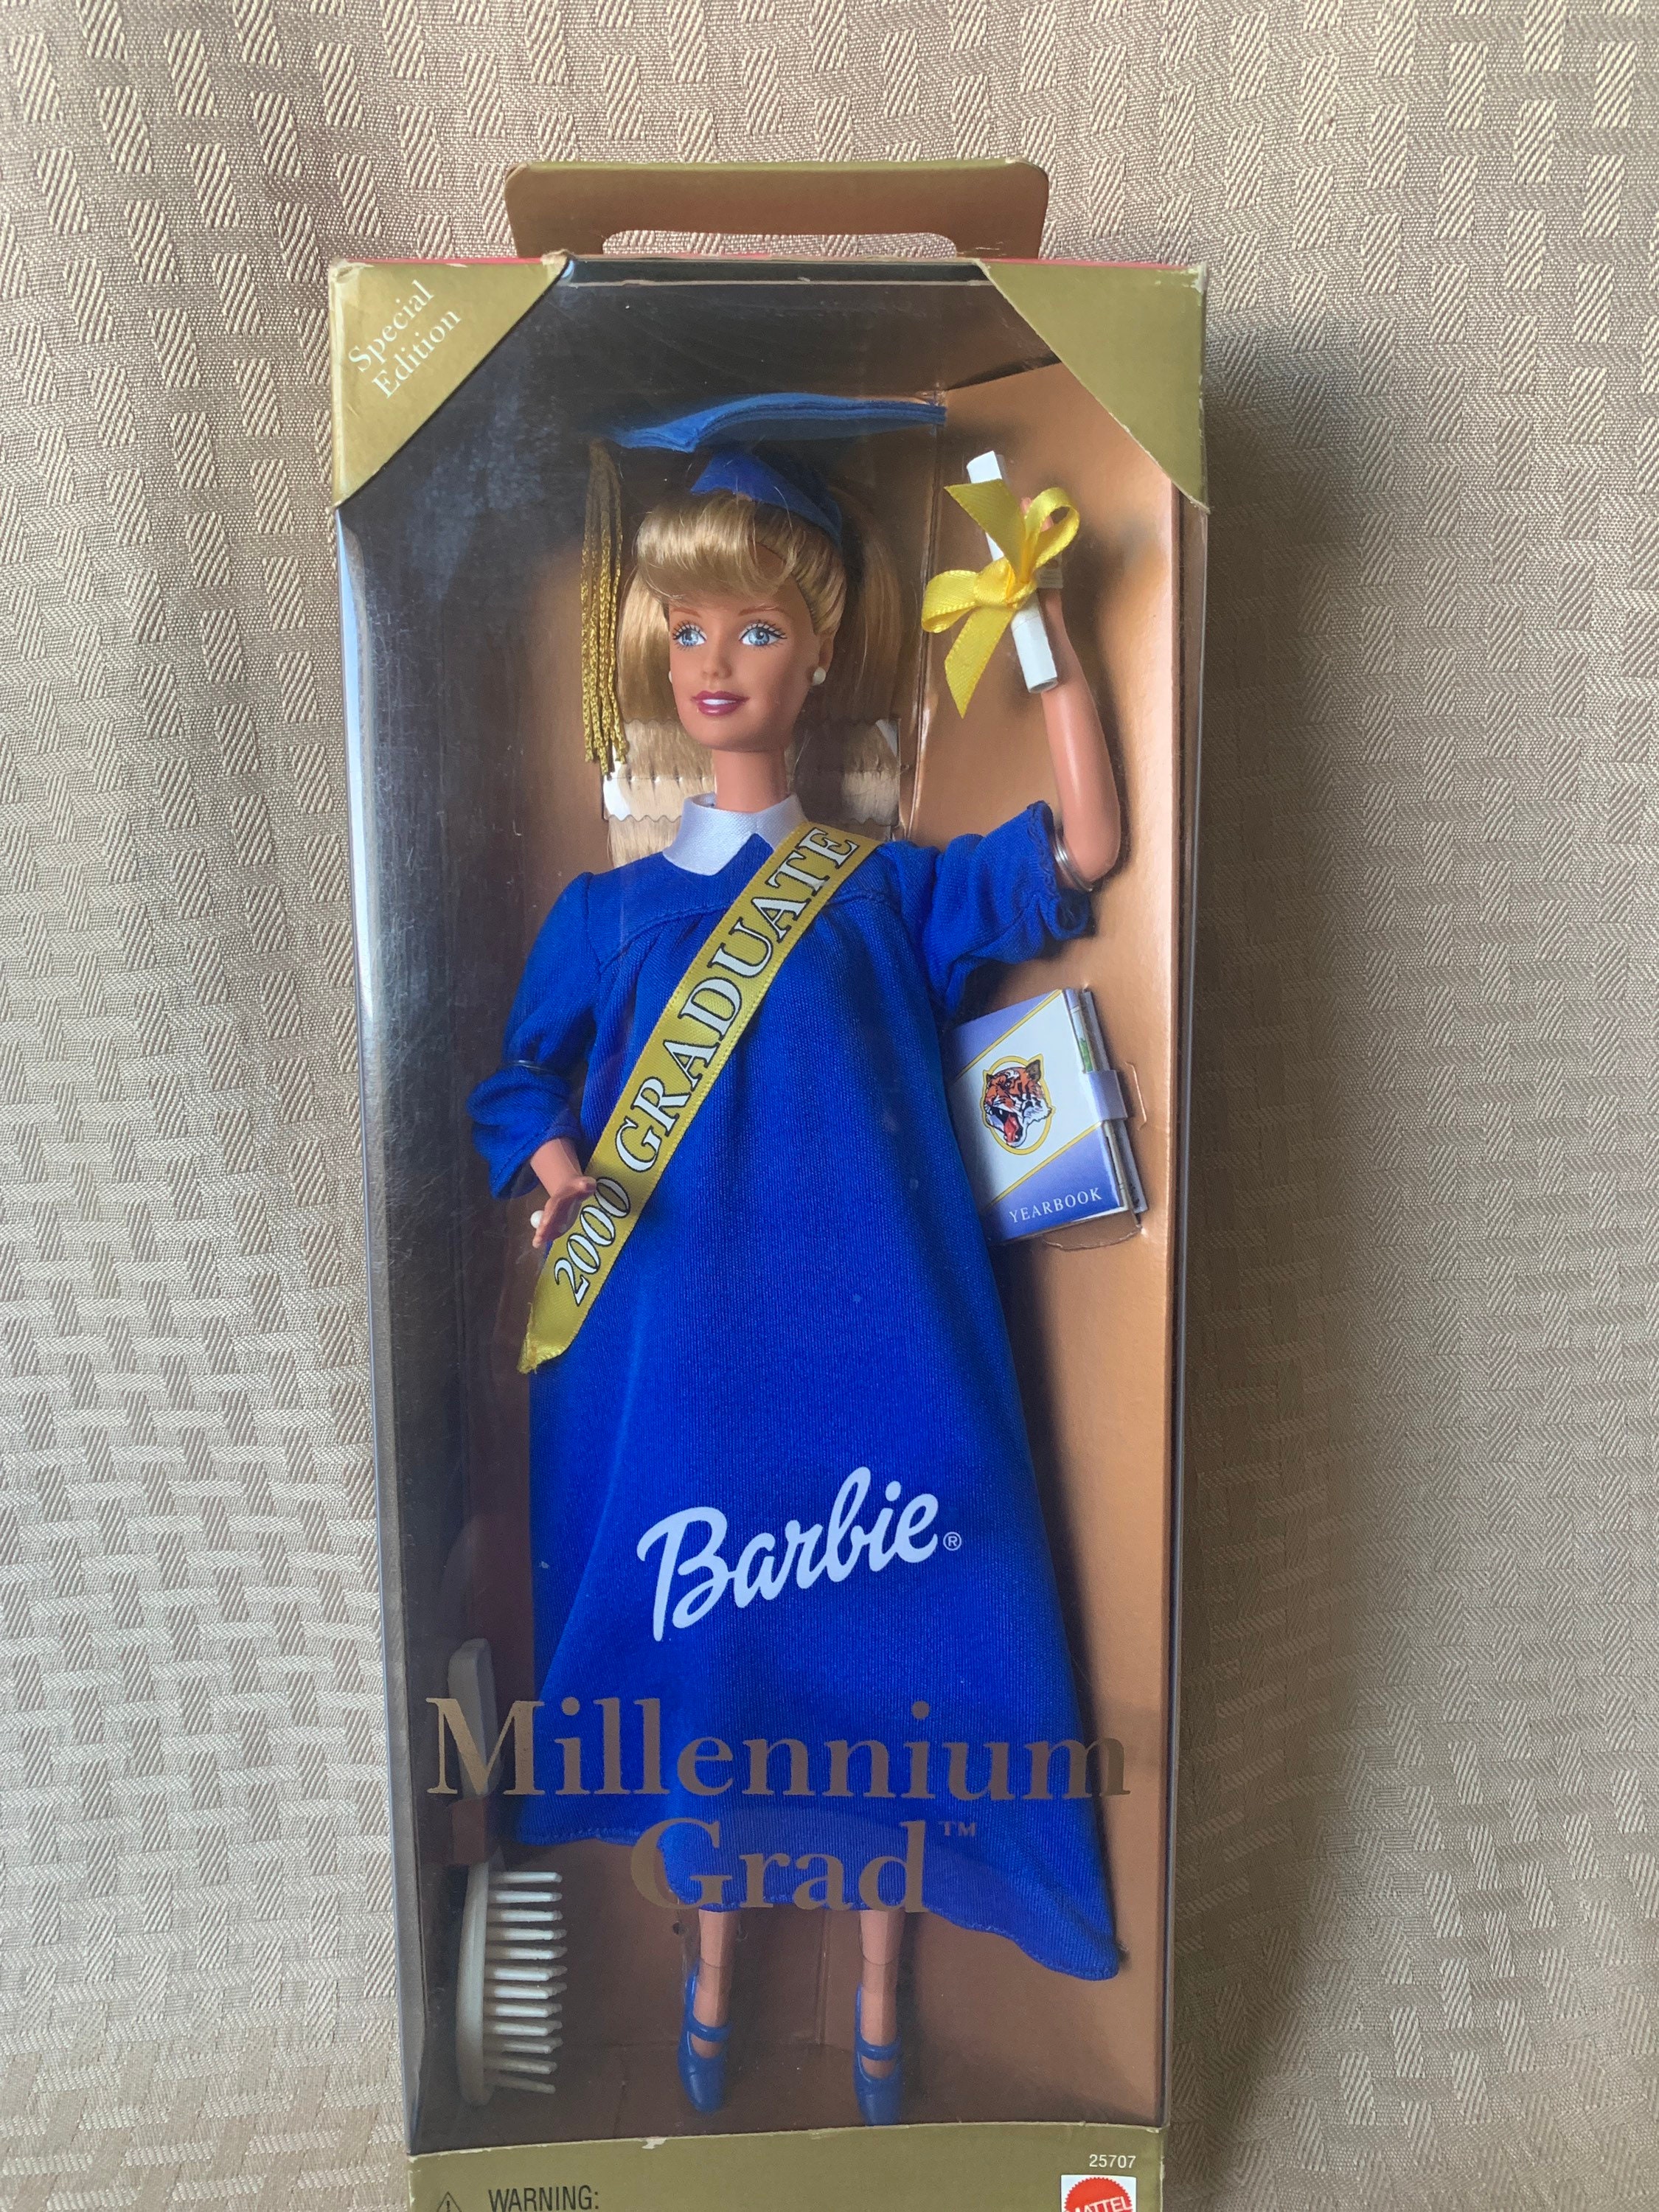 Special
Edition
2000 GRADUATE
YEARBOOK
Barbie®
Millennium
Grad™
25707
WARNING:
MATTEL